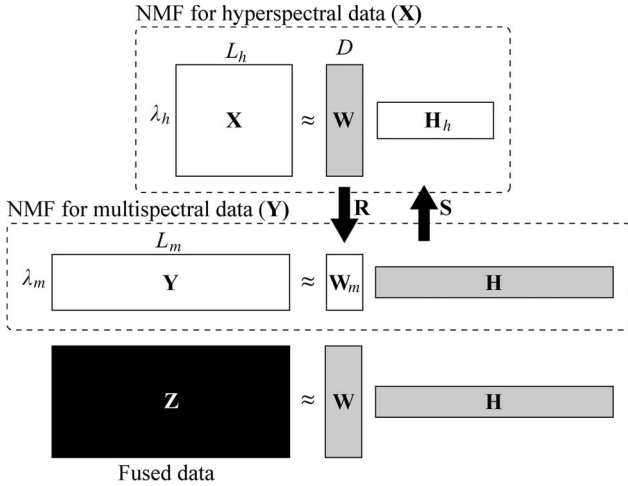 NMF for hyperspectral data (X)
L_h D
λ_h X ≈ W H_h
R S
NMF for multispectral data (Y)
L_m
λ_m Y ≈ W_m H
Z ≈ W H
Fused data